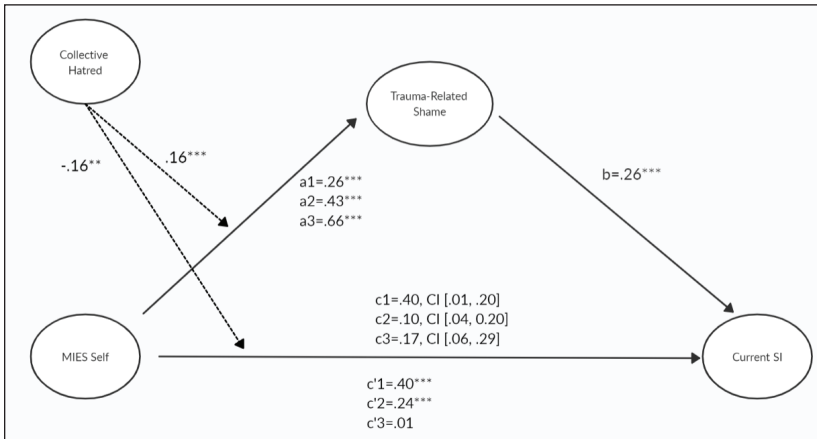 Collective
Hatred
Trauma-Related
Shame
-.16**
.16***
b=.26***
a1=.26***
a2=.43***
a3=.66***
c1=.40, CI [.01, .20]
c2=.10, CI [.04, 0.20]
c3=.17, CI [.06, .29]
MIES Self
Current SI
c'1=.40***
c'2=.24***
c'3=.01